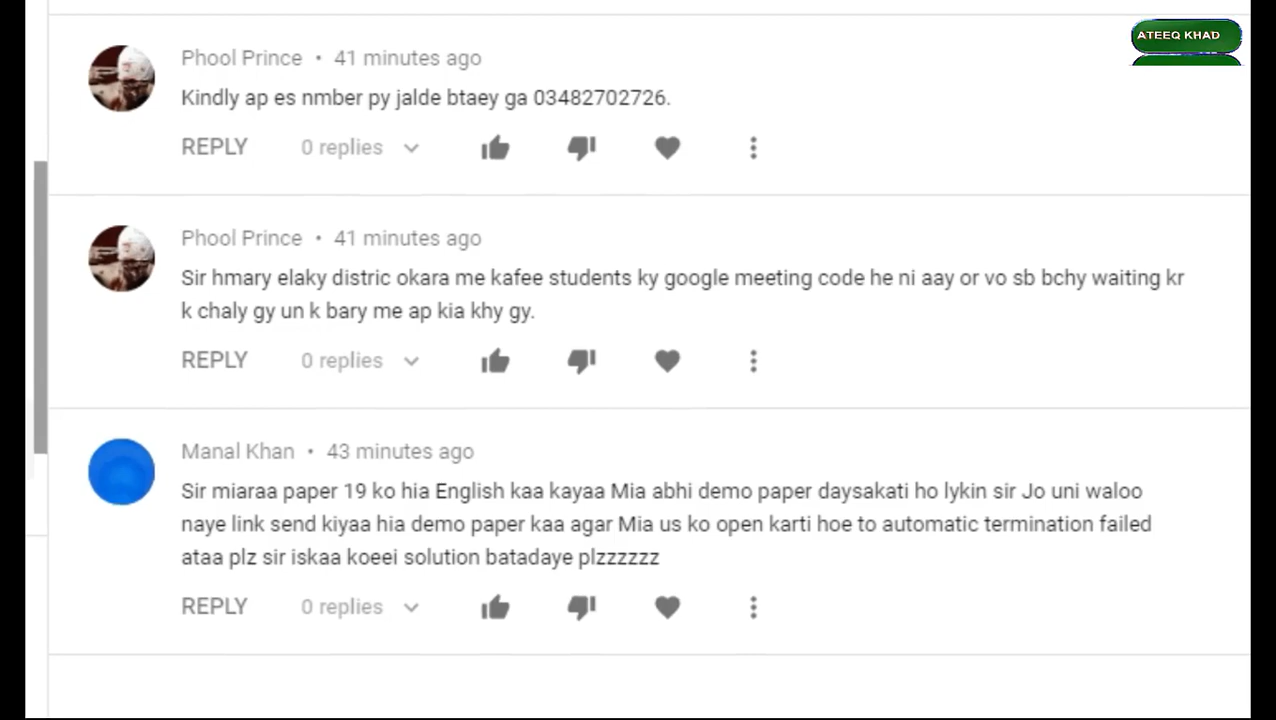 ATEEQ KHAD
Phool Prince • 41 minutes ago
Kindly ap es nmber py jalde btaey ga 03482702726.
REPLY 0 replies
Phool Prince • 41 minutes ago
Sir hmary elaky distric okara me kafee students ky google meeting code he ni aay or vo sb bchy waiting kr
k chaly gy un k bary me ap kia khy gy.
REPLY 0 replies
Manal Khan • 43 minutes ago
Sir miaraa paper 19 ko hia English kaa kayaa Mia abhi demo paper daysakati ho lykin sir Jo uni waloo
naye link send kiyaa hia demo paper kaa agar Mia us ko open karti hoe to automatic termination failed
ataa plz sir iskaa koeei solution batadaye plzzzzzz
REPLY 0 replies